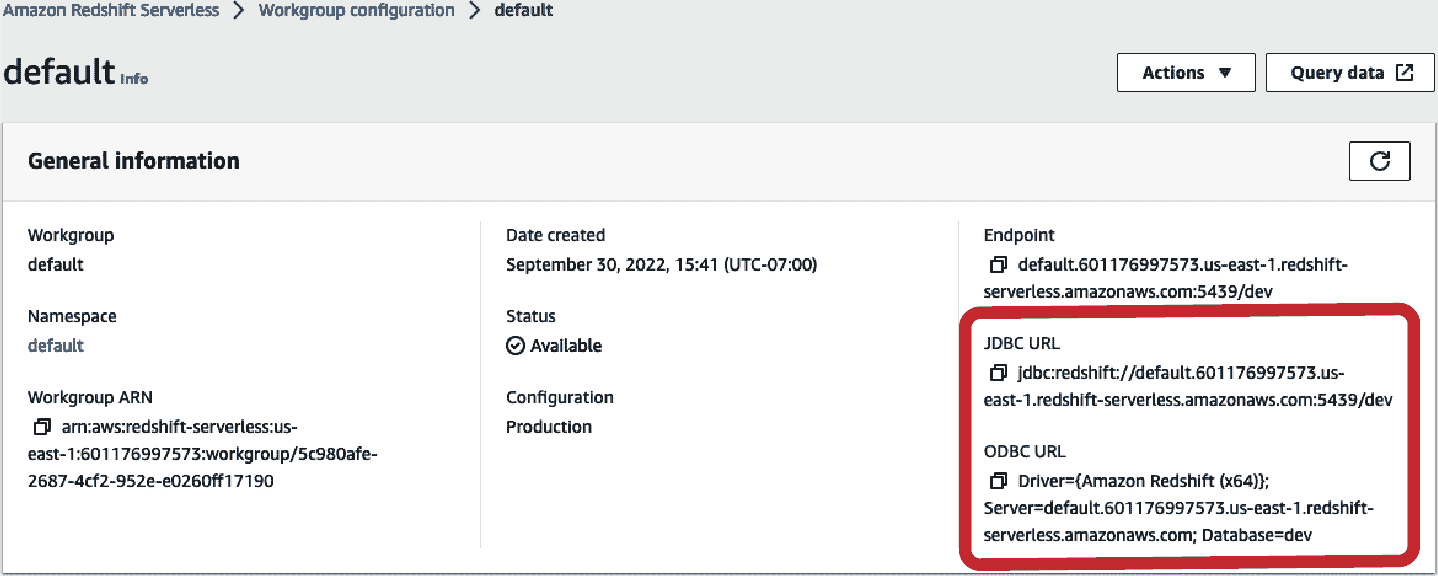 Amazon Redshift Serverless > Workgroup configuration > default
default Info
Actions
Query data
General information
Workgroup
default
Namespace
default
Workgroup ARN
arn:aws:redshift-serverless:us-
east-1:601176997573:workgroup/5c980afe-
2687-4cf2-952e-e0260ff17190
Date created
September 30, 2022, 15:41 (UTC-07:00)
Status
Available
Configuration
Production
Endpoint
default.601176997573.us-east-1.redshift-
serverless.amazonaws.com:5439/dev
JDBC URL
jdbc:redshift://default.601176997573.us-
east-1.redshift-serverless.amazonaws.com:5439/dev
ODBC URL
Driver={Amazon Redshift (x64)};
Server=default.601176997573.us-east-1.redshift-
serverless.amazonaws.com; Database=dev